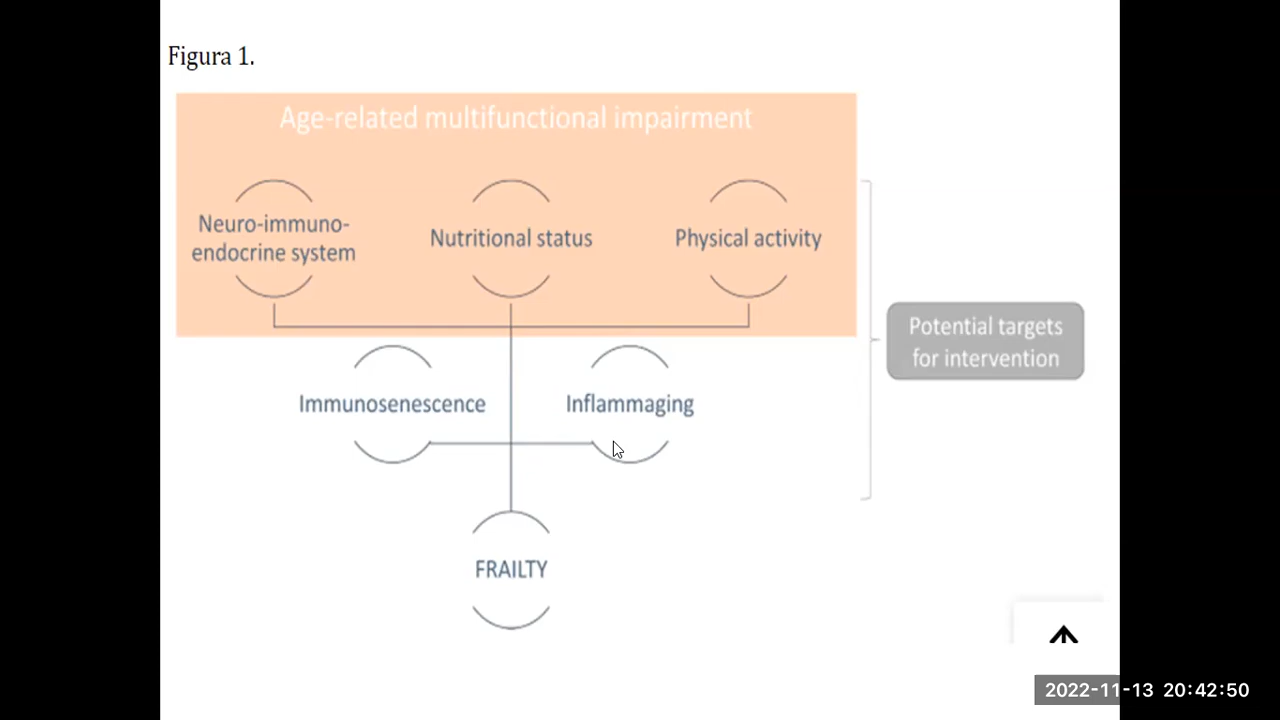 Figura 1.
Age-related multifunctional impairment
Neuro-immuno-
endocrine system
Nutritional status
Physical activity
Potential targets
for intervention
Immunosenescence
Inflammaging
FRAILTY
2022-11-13 20:42:50